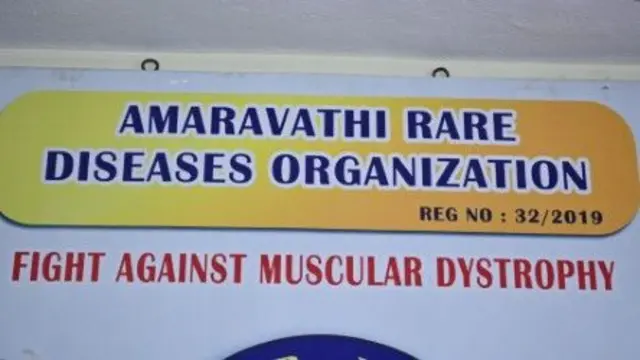 AMARAVATHI RARE
DISEASES ORGANIZATION
REG NO : 32/2019
FIGHT AGAINST MUSCULAR DYSTROPHY